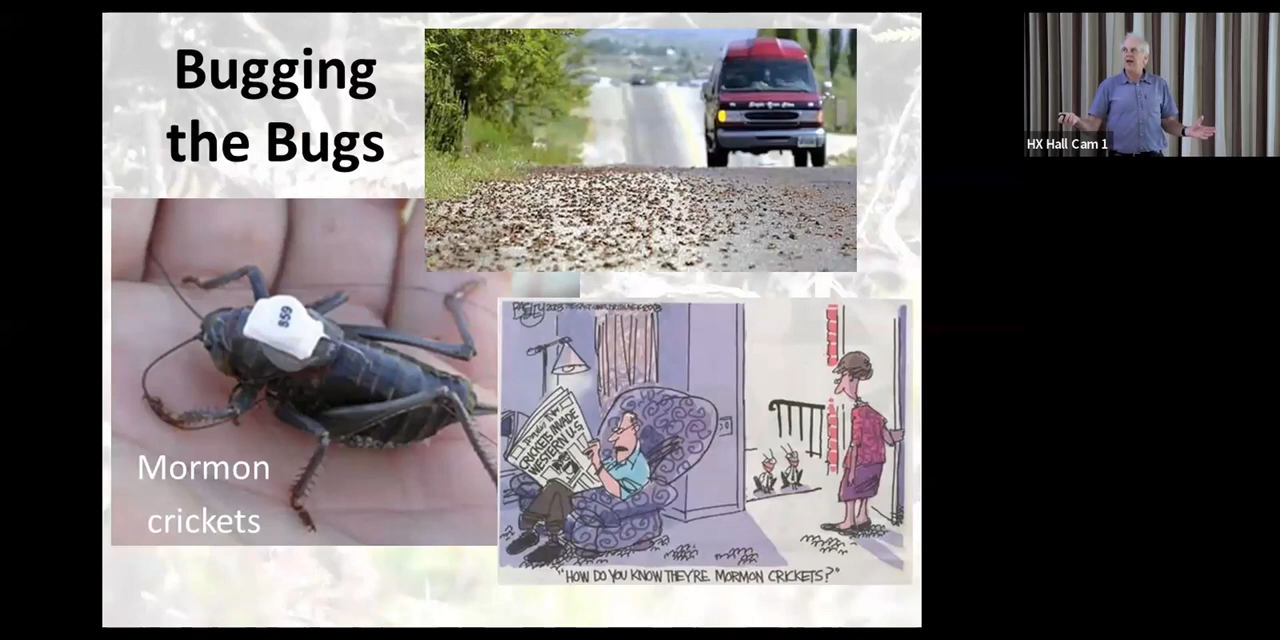 Bugging
the Bugs
HX Hall Cam 1
859
Mormon
crickets
CRICKETS INVADE
WESTERN U.S.
"HOW DO YOU KNOW THEY'RE MORMON CRICKETS?"